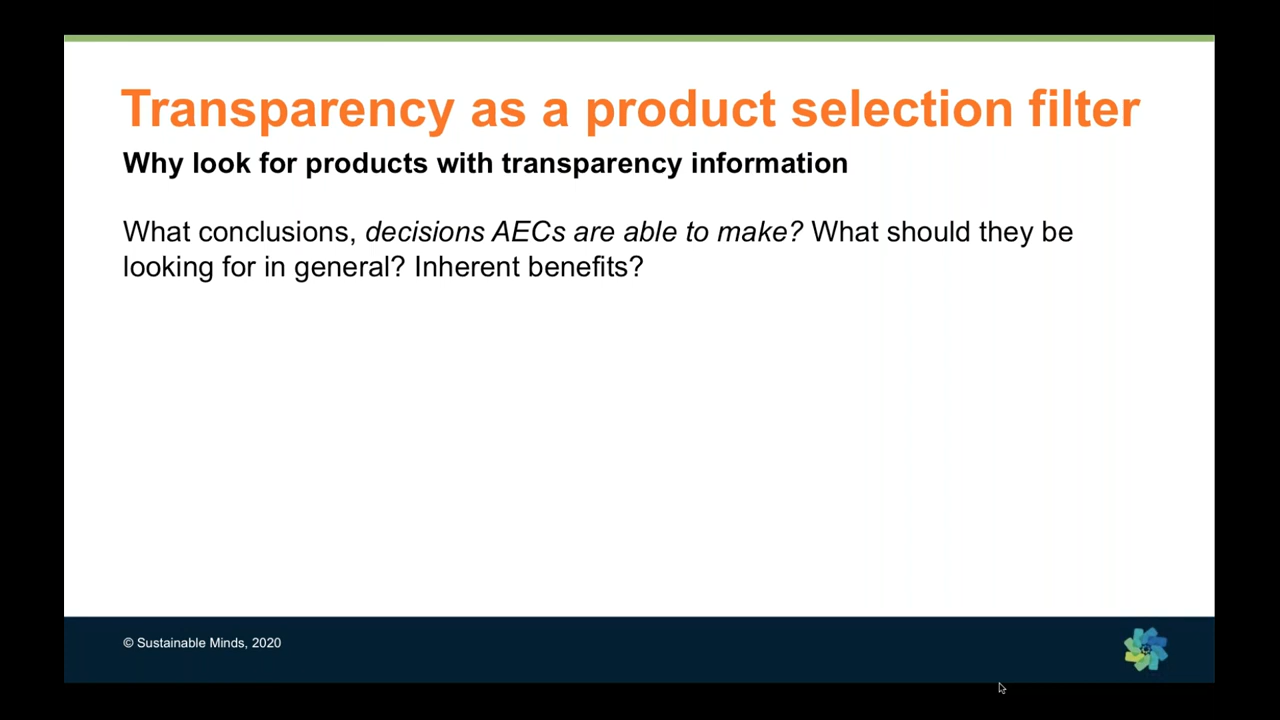 Transparency as a product selection filter
Why look for products with transparency information
What conclusions, decisions AECs are able to make? What should they be
looking for in general? Inherent benefits?
© Sustainable Minds, 2020